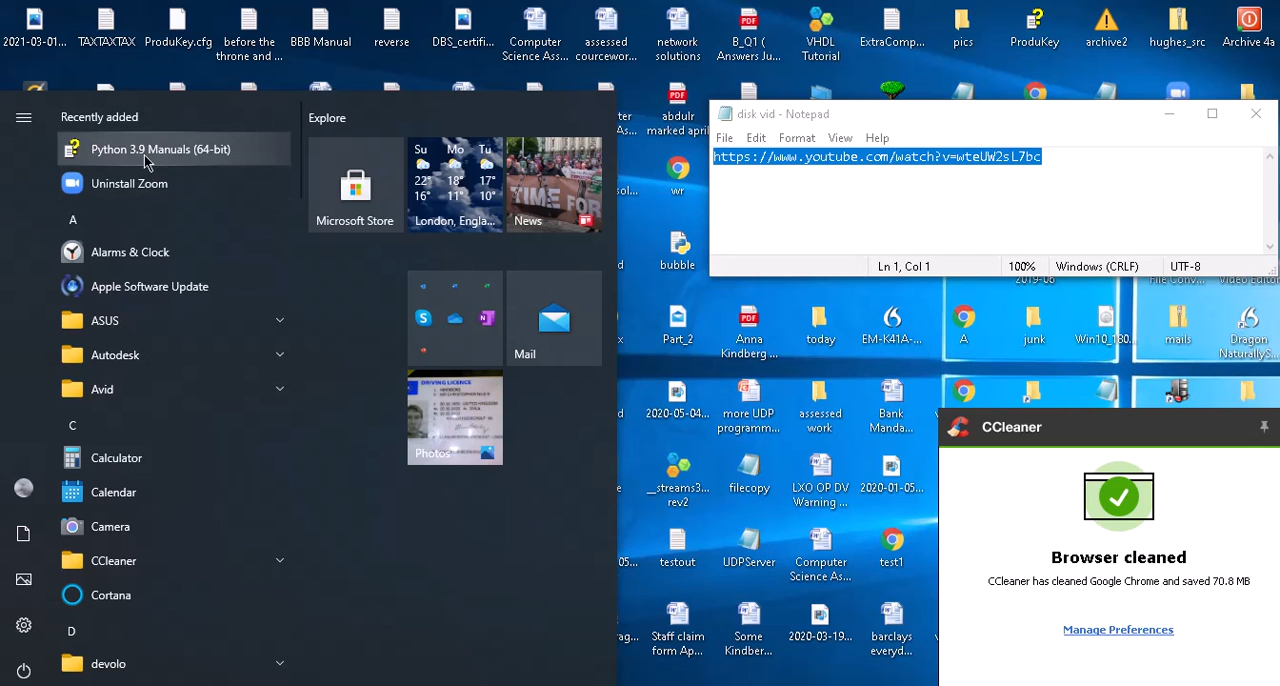 2021-03-01...
TAXTAXTAX
ProduKey.cfg
before the
throne and ...
BBB Manual
reverse
DBS_certifi...
Computer
Science Ass...
assessed
coursewor...
network
solutions
B_Q1 (
Answers Ju...
VHDL
Tutorial
ExtraComp...
pics
ProduKey
archive2
hughes_src
Archive 4a
Recently added
Python 3.9 Manuals (64-bit)
Uninstall Zoom
A
Alarms & Clock
Apple Software Update
ASUS
Autodesk
Avid
C
Calculator
Calendar
Camera
CCleaner
Cortana
D
devolo
Explore
Microsoft Store
Su Mo Tu
22° 18° 17°
16° 11° 10°
London, Engla...
TIME FOR
News
Mail
DRIVING LICENCE
Photos
abdulr
marked april
disk vid - Notepad
File Edit Format View Help
https://www.youtube.com/watch?v=wteUW2sL7bc
Ln 1, Col 1
100%
Windows (CRLF)
UTF-8
wr
bubble
2019-06
Part_2
Anna
Kindberg ...
today
EM-K41A-...
A
junk
Win10_180...
mails
Dragon
NaturallyS...
2020-05-04...
more UDP
programm...
assessed
work
Bank
Manda...
__streams3...
rev2
filecopy
LXO OP DV
Warning ...
2020-01-05...
testout
UDPServer
Computer
Science As...
test1
Staff claim
form Ap...
Some
Kindber...
2020-03-19...
barclays
everyd...
CCleaner
Browser cleaned
CCleaner has cleaned Google Chrome and saved 70.8 MB
Manage Preferences